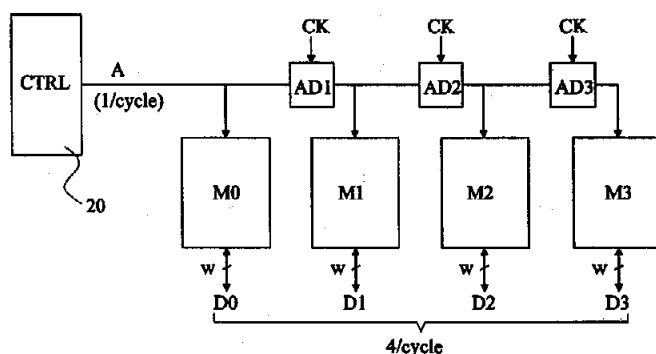 CK CK CK
CTRL A AD1 AD2 AD3
(1/cycle)
M0 M1 M2 M3
20
w w w w
D0 D1 D2 D3
4/cycle